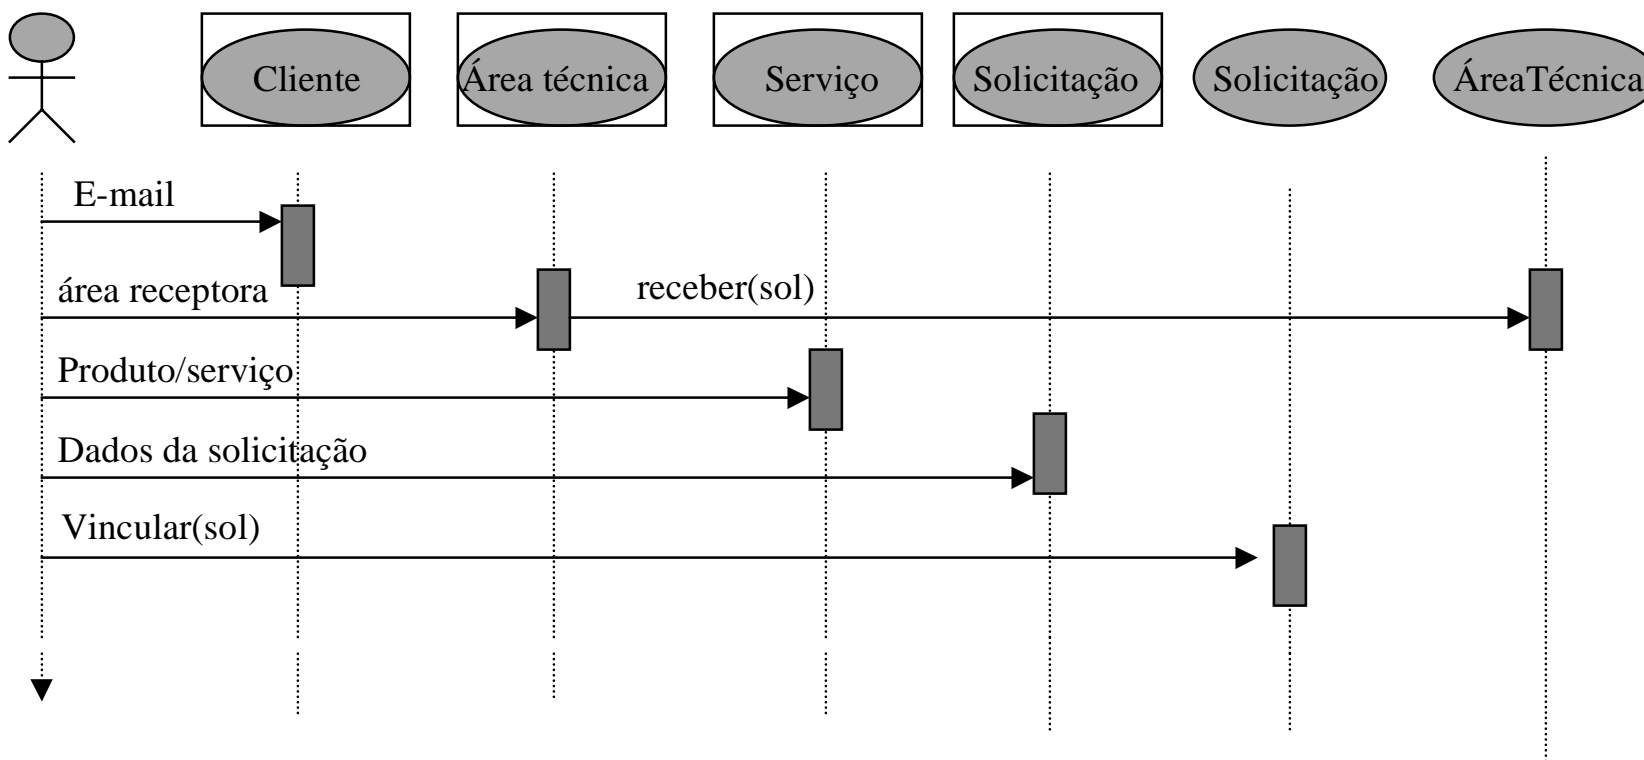 Cliente
Área técnica
Serviço
Solicitação
Solicitação
ÁreaTécnica
E-mail
área receptora
receber(sol)
Produto/serviço
Dados da solicitação
Vincular(sol)